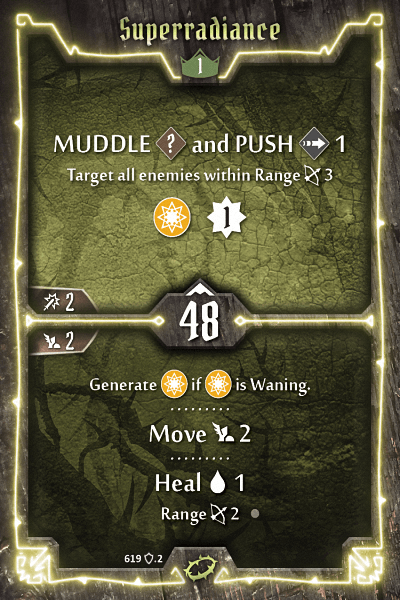 Superradiance
1
MUDDLE ? and PUSH 1
Target all enemies within Range 3
1
2
48
2
Generate if is Waning.
Move 2
Heal 1
Range 2
619 .2